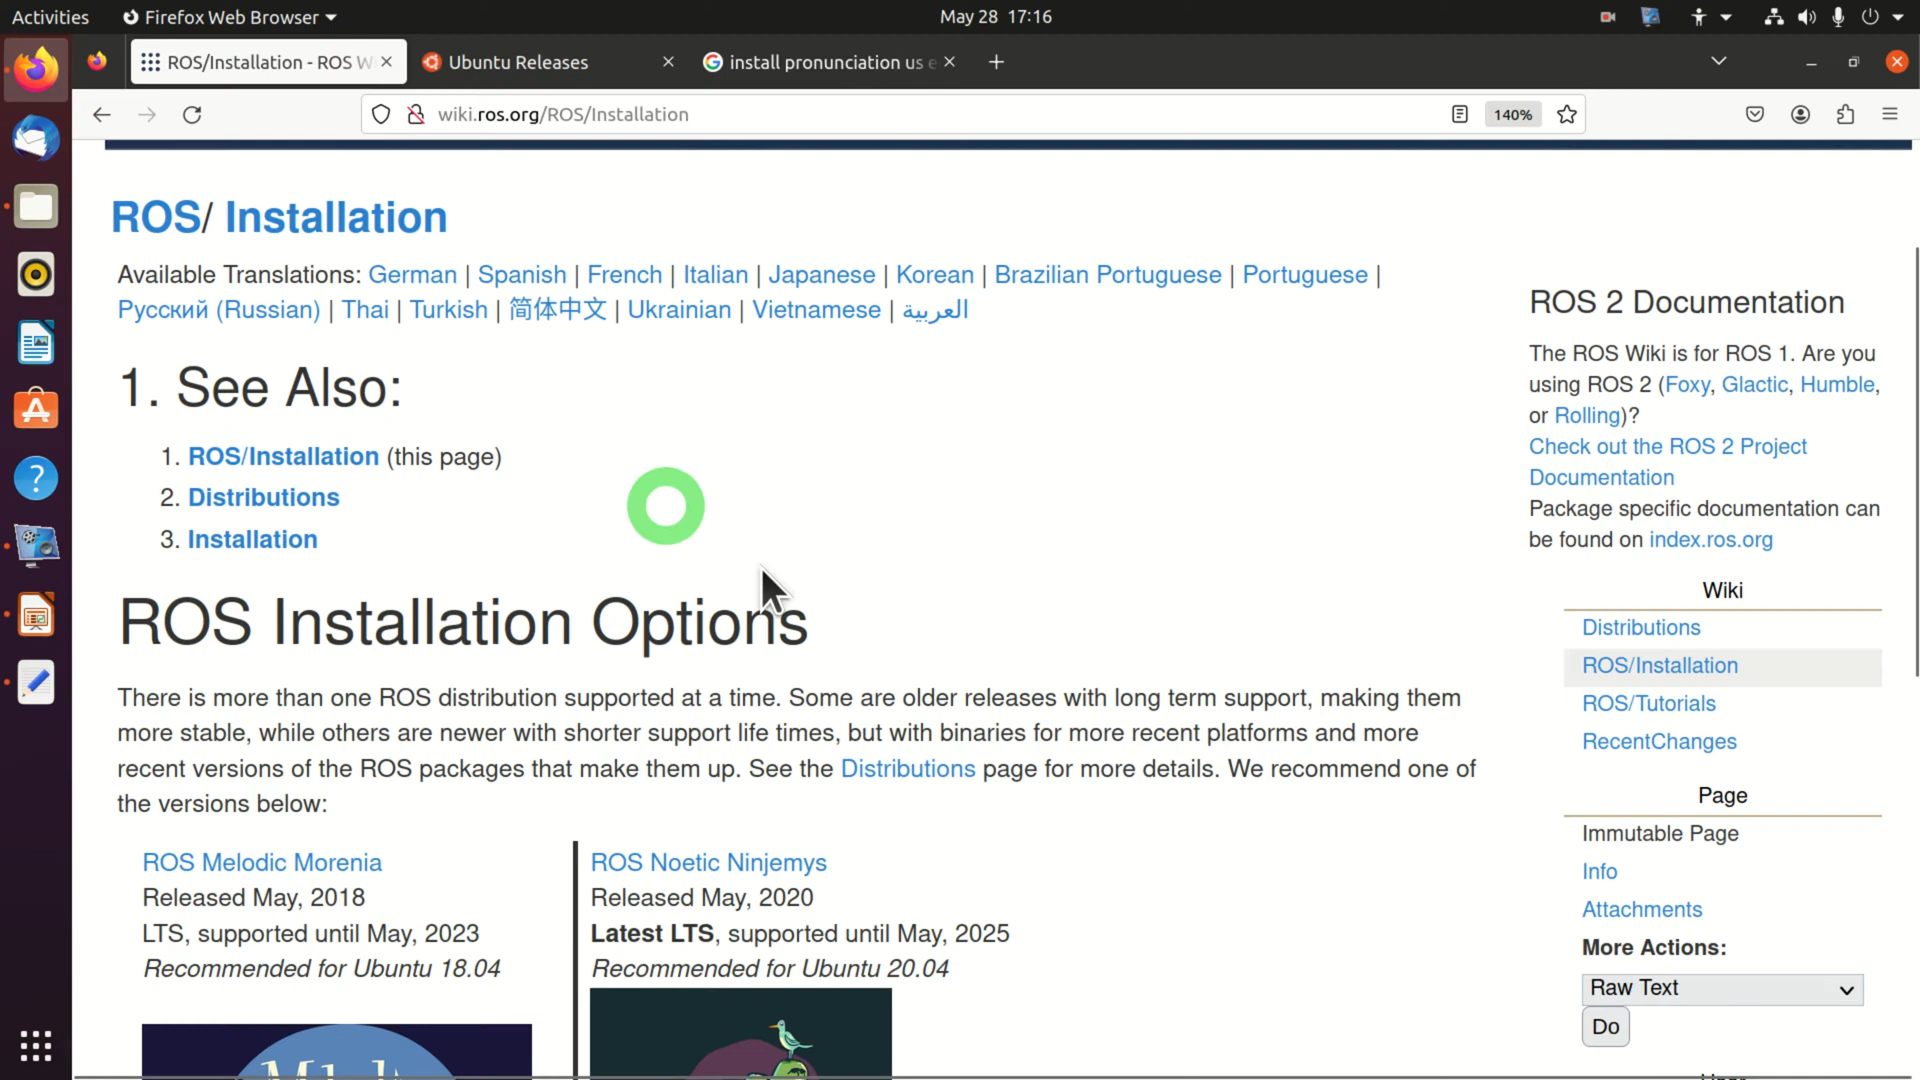 Activities
Firefox Web Browser
May 28 17:16
ROS/Installation - ROS W
Ubuntu Releases
install pronunciation us e
wiki.ros.org/ROS/Installation
140%
ROS/ Installation
Available Translations: German | Spanish | French | Italian | Japanese | Korean | Brazilian Portuguese | Portuguese |
Русский (Russian) | Thai | Turkish | 简体中文 | Ukrainian | Vietnamese | العربية
1. See Also:
1. ROS/Installation (this page)
2. Distributions
3. Installation
ROS Installation Options
There is more than one ROS distribution supported at a time. Some are older releases with long term support, making them
more stable, while others are newer with shorter support life times, but with binaries for more recent platforms and more
recent versions of the ROS packages that make them up. See the Distributions page for more details. We recommend one of
the versions below:
ROS Melodic Morenia
Released May, 2018
LTS, supported until May, 2023
Recommended for Ubuntu 18.04
ROS Noetic Ninjemys
Released May, 2020
Latest LTS, supported until May, 2025
Recommended for Ubuntu 20.04
ROS 2 Documentation
The ROS Wiki is for ROS 1. Are you
using ROS 2 (Foxy, Glactic, Humble,
or Rolling)?
Check out the ROS 2 Project
Documentation
Package specific documentation can
be found on index.ros.org
Wiki
Distributions
ROS/Installation
ROS/Tutorials
RecentChanges
Page
Immutable Page
Info
Attachments
More Actions:
Raw Text
Do